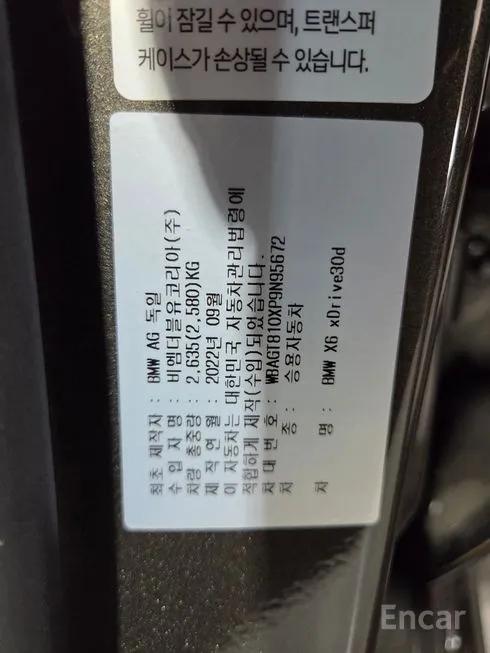 휠이 잠길 수 있으며, 트랜스퍼
케이스가 손상될 수 있습니다.
최초 제작자 : BMW AG 독일
수 입 자 명 : 비엠더블유코리아(주)
차량 총중량 : 2,635(2,580)KG
제 작 연 월 : 2022년 09월
이 자동차는 대한민국 자동차관리법령에
적합하게 제작(수입)되었습니다.
차 대 번 호 : WBAGT810XP9N95672
차 종 : 승용자동차
차 명 : BMW X6 xDrive30d
Encar